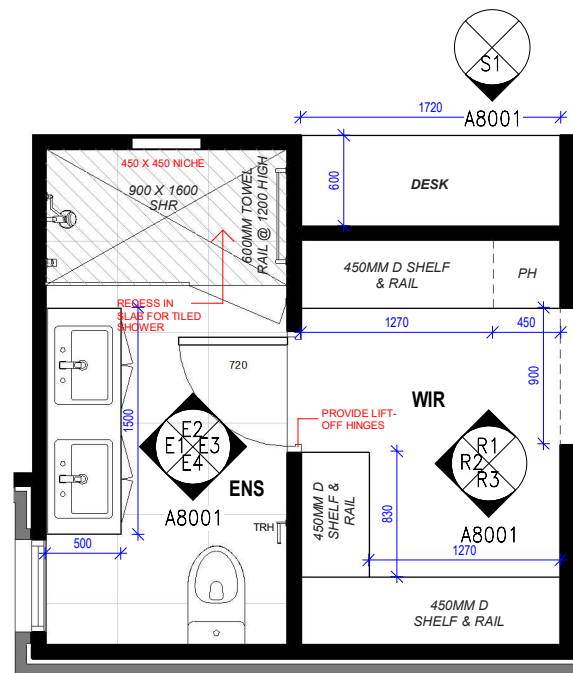 S1
A8001
1720
600
DESK
450 X 450 NICHE
900 X 1600
SHR
600MM TOWEL
RAIL @ 1200 HIGH
450MM D SHELF
& RAIL
PH
RECESS IN
SLAB FOR TILED
SHOWER
1270
450
900
720
WIR
PROVIDE LIFT-
OFF HINGES
1500
E2
E1
E3
E4
A8001
ENS
R1
R2
R3
A8001
450MM D
SHELF &
RAIL
830
TRH
500
1270
450MM D
SHELF & RAIL